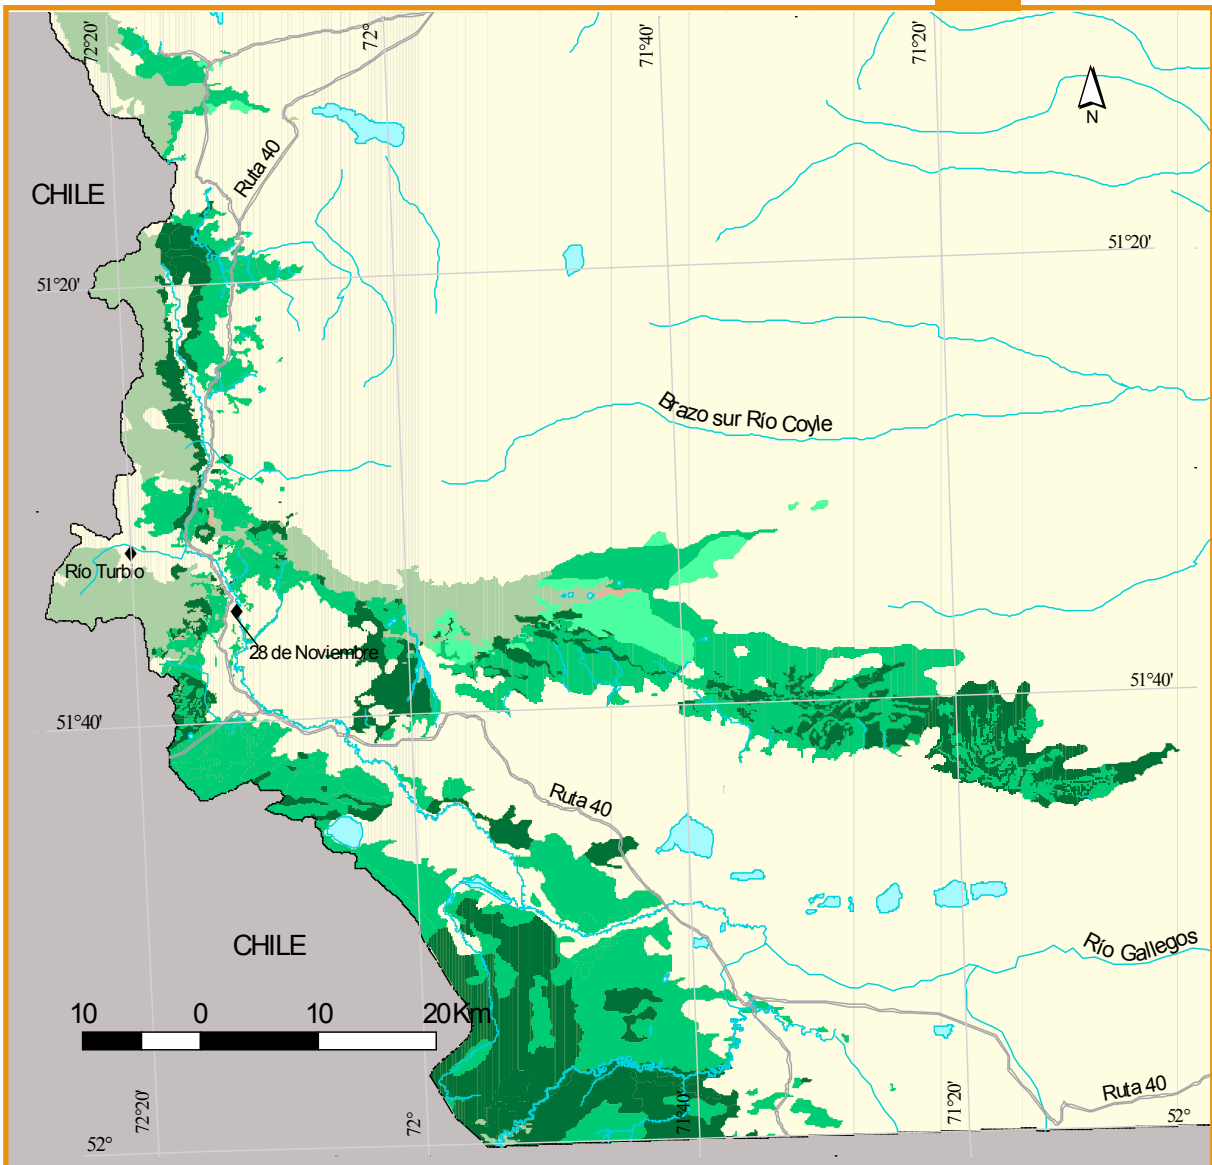 72°20'
72°
71°40'
71°20'
N
Ruta 40
CHILE
51°20'
51°20'
Brazo sur Río Coyle
Río Turbio
28 de Noviembre
51°40'
51°40'
Ruta 40
CHILE
Río Gallegos
10 0 10 20Km
72°20'
72°
71°40'
71°20'
Ruta 40
52°
52°